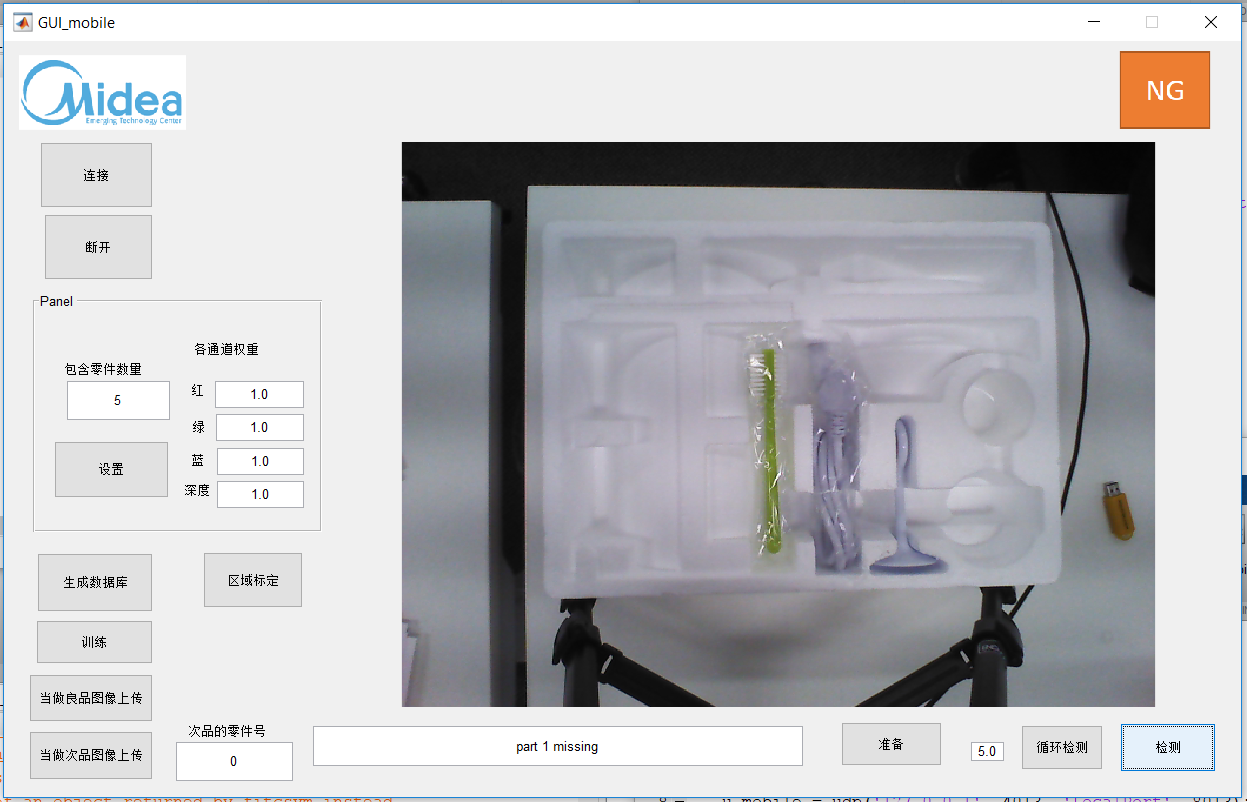 GUI_mobile
Midea
Emerging Technology Center
NG
连接
断开
Panel
各通道权重
包含零件数量
红 1.0
5
绿 1.0
蓝 1.0
设置
深度 1.0
生成数据库
区域标定
训练
当做良品图像上传
次品的零件号
当做次品图像上传
0
part 1 missing
准备
5.0
循环检测
检测